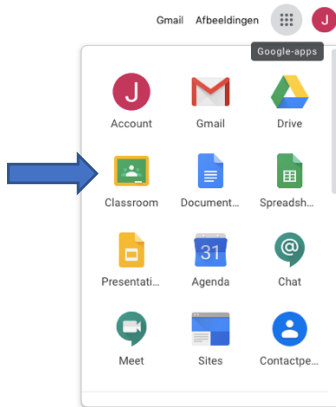 Gmail Afbeeldingen J
Google-apps
J
Account Gmail Drive
Classroom Document... Spreadsh...
31 @
Presentati... Agenda Chat
Meet Sites Contactpe...